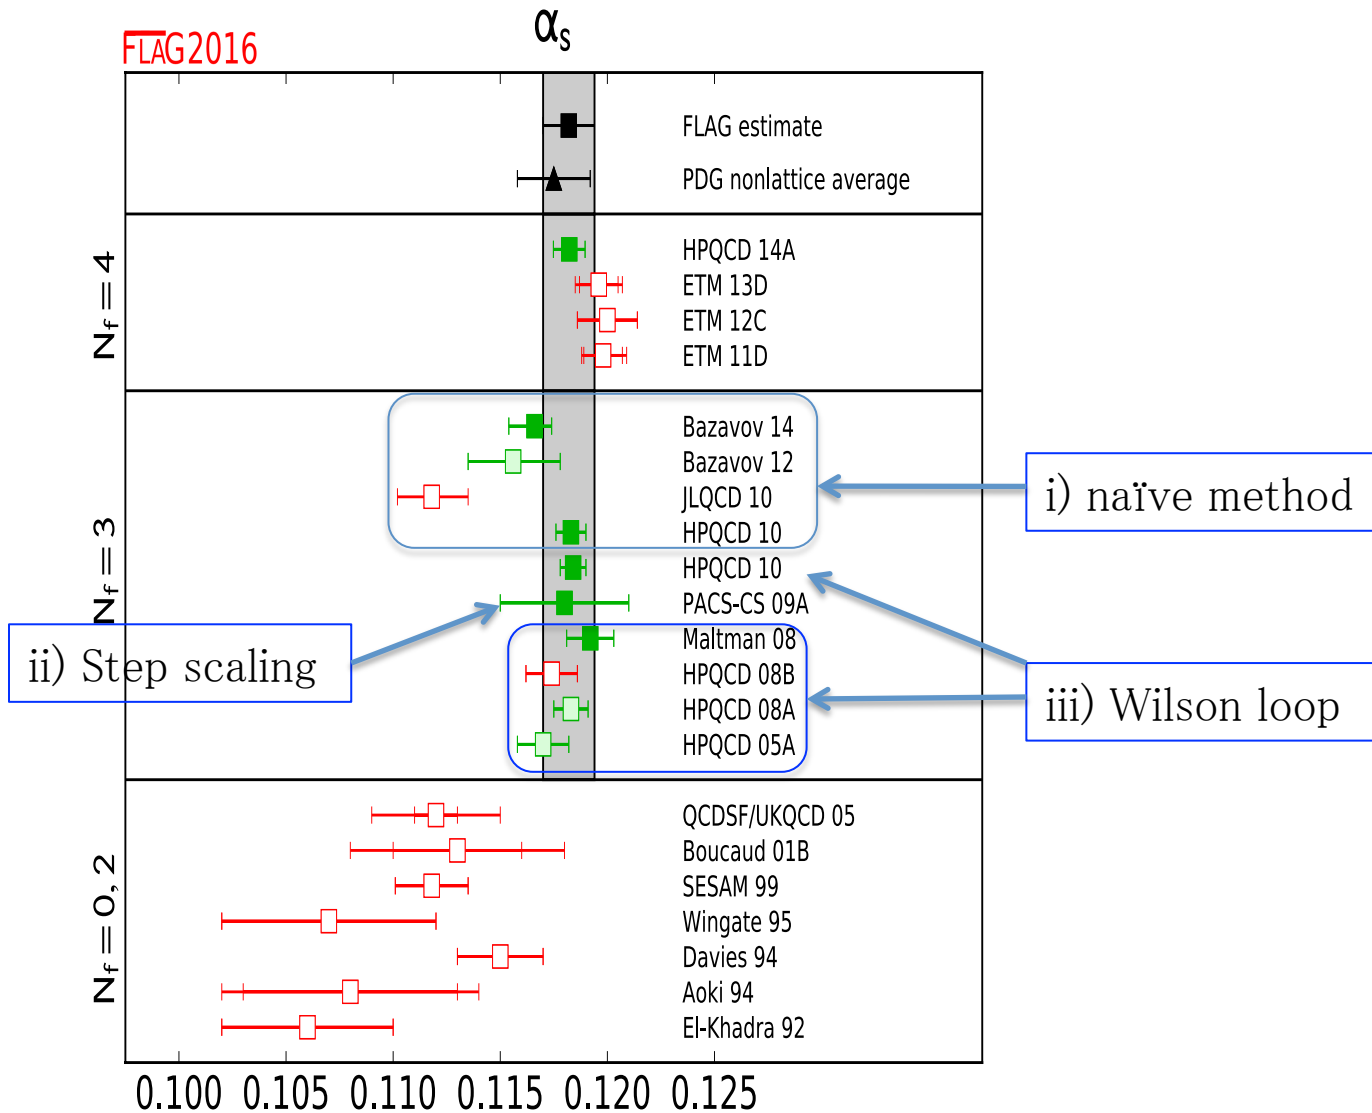 αs
FLAG2016
FLAG estimate
PDG nonlattice average
Nf = 4
HPQCD 14A
ETM 13D
ETM 12C
ETM 11D
Nf = 3
Bazavov 14
Bazavov 12
JLQCD 10
HPQCD 10
HPQCD 10
PACS-CS 09A
Maltman 08
HPQCD 08B
HPQCD 08A
HPQCD 05A
i) naïve method
ii) Step scaling
iii) Wilson loop
Nf = 0, 2
QCDSF/UKQCD 05
Boucaud 01B
SESAM 99
Wingate 95
Davies 94
Aoki 94
El-Khadra 92
0.100 0.105 0.110 0.115 0.120 0.125